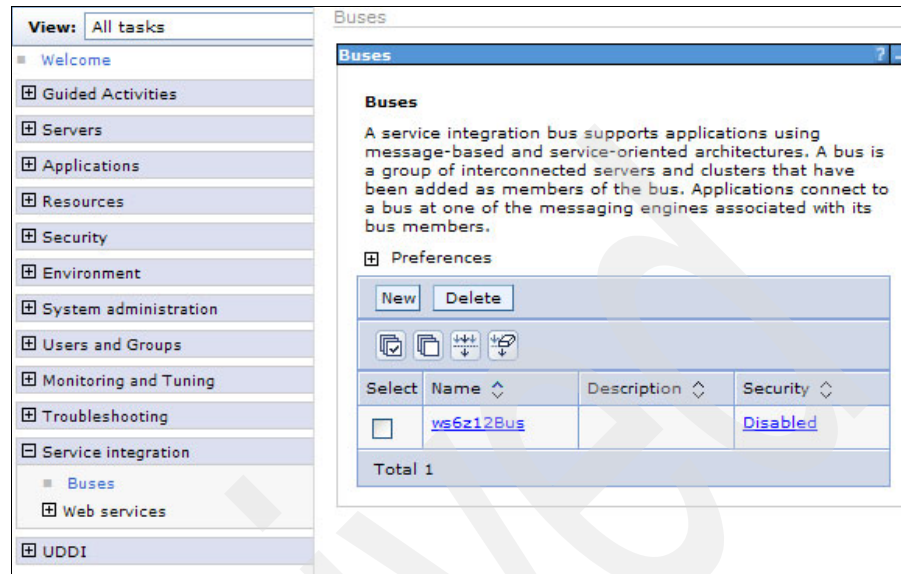 View: All tasks
Welcome
Guided Activities
Servers
Applications
Resources
Security
Environment
System administration
Users and Groups
Monitoring and Tuning
Troubleshooting
Service integration
Buses
Web services
UDDI
Buses
Buses ? -
Buses
A service integration bus supports applications using
message-based and service-oriented architectures. A bus is
a group of interconnected servers and clusters that have
been added as members of the bus. Applications connect to
a bus at one of the messaging engines associated with its
bus members.
Preferences
New Delete
Select Name Description Security
ws6z12Bus Disabled
Total 1